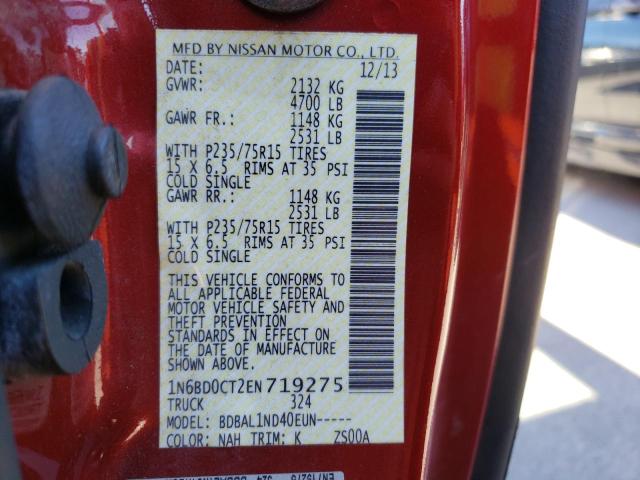 MFD BY NISSAN MOTOR CO., LTD.
DATE: 12/13
GVWR: 2132 KG
4700 LB
GAWR FR.: 1148 KG
2531 LB
WITH P235/75R15 TIRES
15 X 6.5 RIMS AT 35 PSI
COLD SINGLE
GAWR RR.: 1148 KG
2531 LB
WITH P235/75R15 TIRES
15 X 6.5 RIMS AT 35 PSI
COLD SINGLE
THIS VEHICLE CONFORMS TO
ALL APPLICABLE FEDERAL
MOTOR VEHICLE SAFETY AND
THEFT PREVENTION
STANDARDS IN EFFECT ON
THE DATE OF MANUFACTURE
SHOWN ABOVE.
1N6BD0CT2EN719275
TRUCK 324
MODEL: BDBAL1ND40EUN-----
COLOR: NAH TRIM: K ZS00A